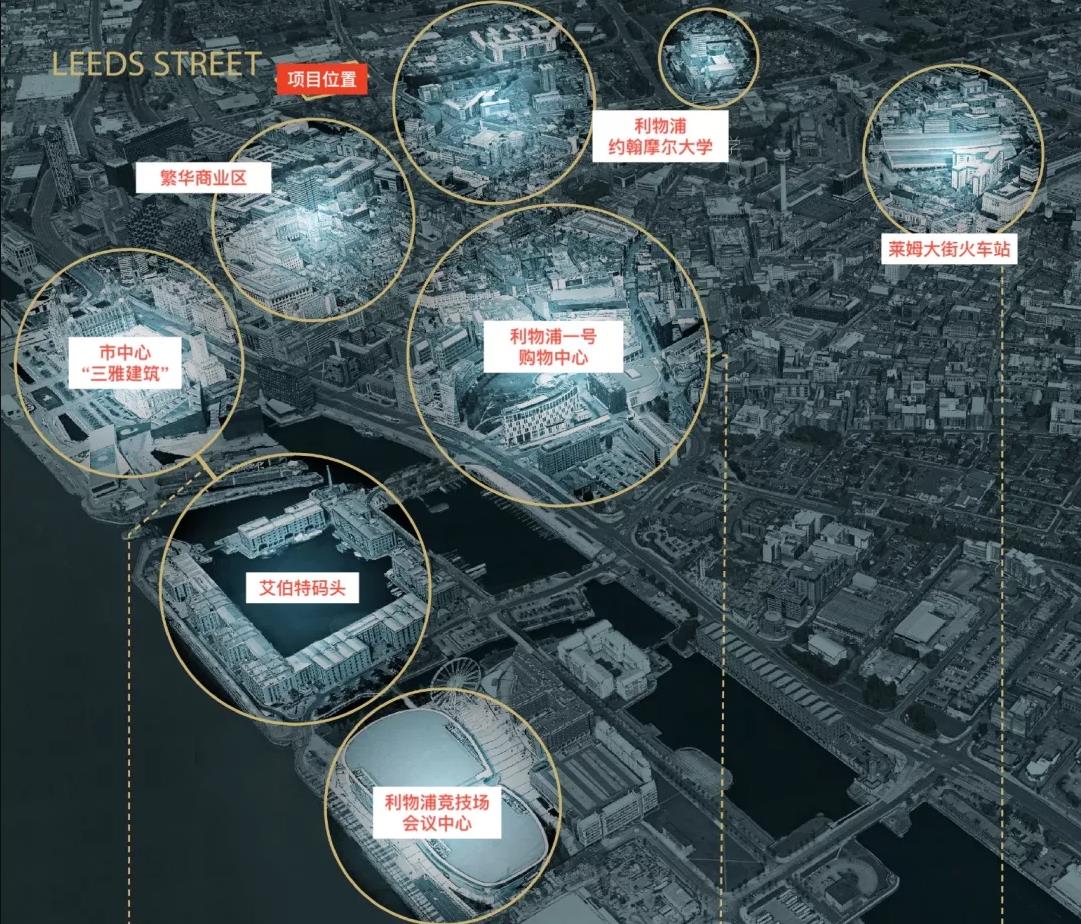 LEEDS STREET
项目位置
利物浦
约翰摩尔大学
繁华商业区
莱姆大街火车站
利物浦一号
购物中心
市中心
“三雅建筑”
艾伯特码头
利物浦竞技场
会议中心